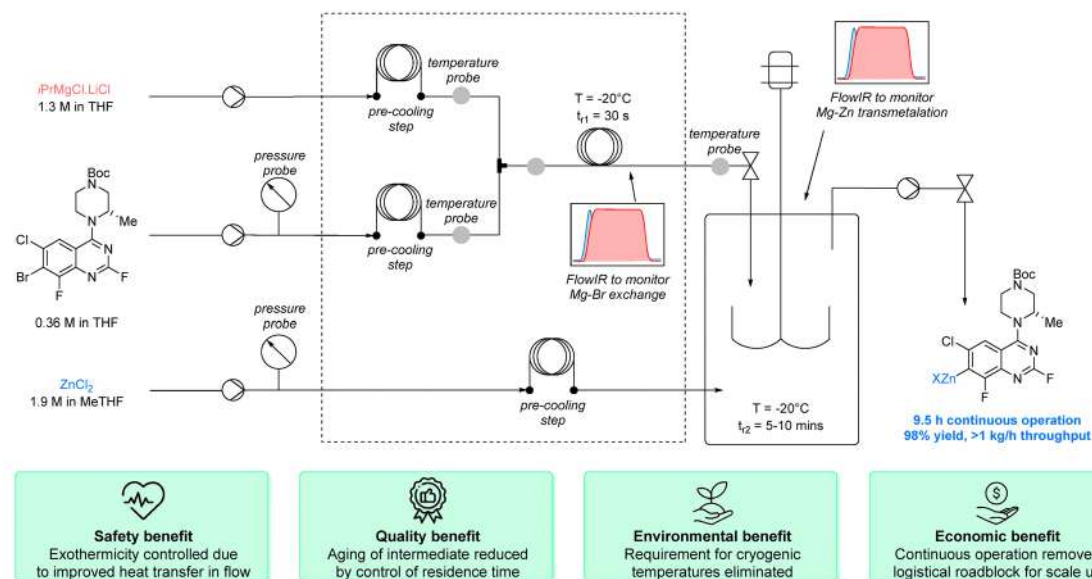 iPrMgCl.LiCl
1.3 M in THF
temperature
probe
pre-cooling
step
T = -20°C
tr1 = 30 s
temperature
probe
FlowIR to monitor
Mg-Zn transmetalation
Boc
N
N
Me
Cl
N
Br
N
F
F
0.36 M in THF
pressure
probe
temperature
probe
pre-cooling
step
FlowIR to monitor
Mg-Br exchange
pressure
probe
ZnCl2
1.9 M in MeTHF
pre-cooling
step
T = -20°C
tr2 = 5-10 mins
Boc
N
N
Me
Cl
N
XZn
N
F
F
9.5 h continuous operation
98% yield, >1 kg/h throughput
Safety benefit
Exothermicity controlled due
to improved heat transfer in flow
Quality benefit
Aging of intermediate reduced
by control of residence time
Environmental benefit
Requirement for cryogenic
temperatures eliminated
$
Economic benefit
Continuous operation remove
logistical roadblock for scale u